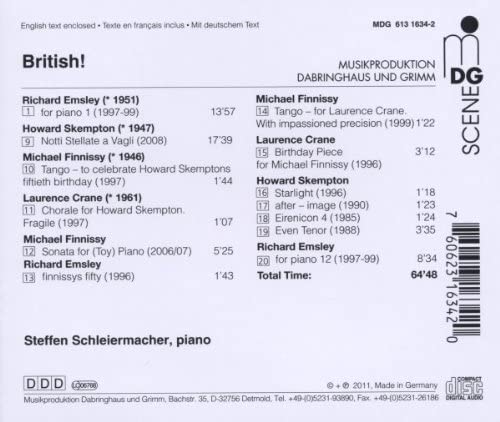 English text enclosed • Texte en français inclus • Mit deutschem Text
MDG 613 1634-2
British!
MUSIKPRODUKTION
DABRINGHAUS UND GRIMM
DG
SCENE
Richard Emsley (* 1951)
1 for piano 1 (1997-99) 13'57
Howard Skempton (* 1947)
9 Notti Stellate a Vagli (2008) 17'39
Michael Finnissy (* 1946)
10 Tango – to celebrate Howard Skemptons
fiftieth birthday (1997) 1'44
Laurence Crane (* 1961)
11 Chorale for Howard Skempton.
Fragile (1997) 1'07
Michael Finnissy
12 Sonata for (Toy) Piano (2006/07) 5'25
Richard Emsley
13 finnissys fifty (1996) 1'43
Michael Finnissy
14 Tango – for Laurence Crane.
With impassioned precision (1999) 1'22
Laurence Crane
15 Birthday Piece 3'12
for Michael Finnissy (1996)
Howard Skempton
16 Starlight (1996) 1'18
17 after – image (1990) 1'23
18 Eirenicon 4 (1985) 1'24
19 Even Tenor (1988) 3'35
Richard Emsley
20 for piano 12 (1997-99) 8'34
Total Time: 64'48
7 60623 16342 0
Steffen Schleiermacher, piano
DDD LC 06768
© + ℗ 2011, Made in Germany
COMPACT disc DIGITAL AUDIO
Musikproduktion Dabringhaus und Grimm, Bachstr. 35, D-32756 Detmold, Tel. +49-(0)5231-93890, Fax +49-(0)5231-26186